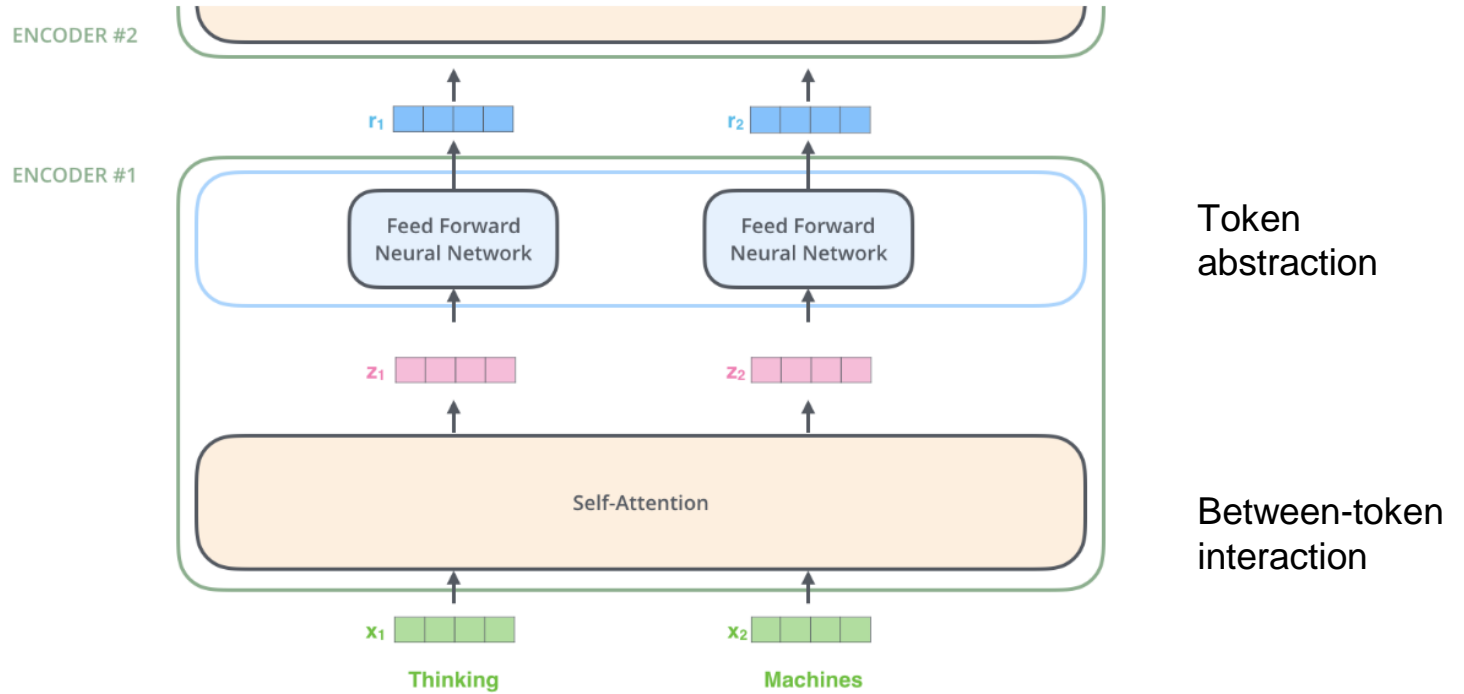 ENCODER #2
r₁
r₂
ENCODER #1
Feed Forward
Neural Network
Feed Forward
Neural Network
Token
abstraction
z₁
z₂
Self-Attention
Between-token
interaction
x₁
x₂
Thinking
Machines